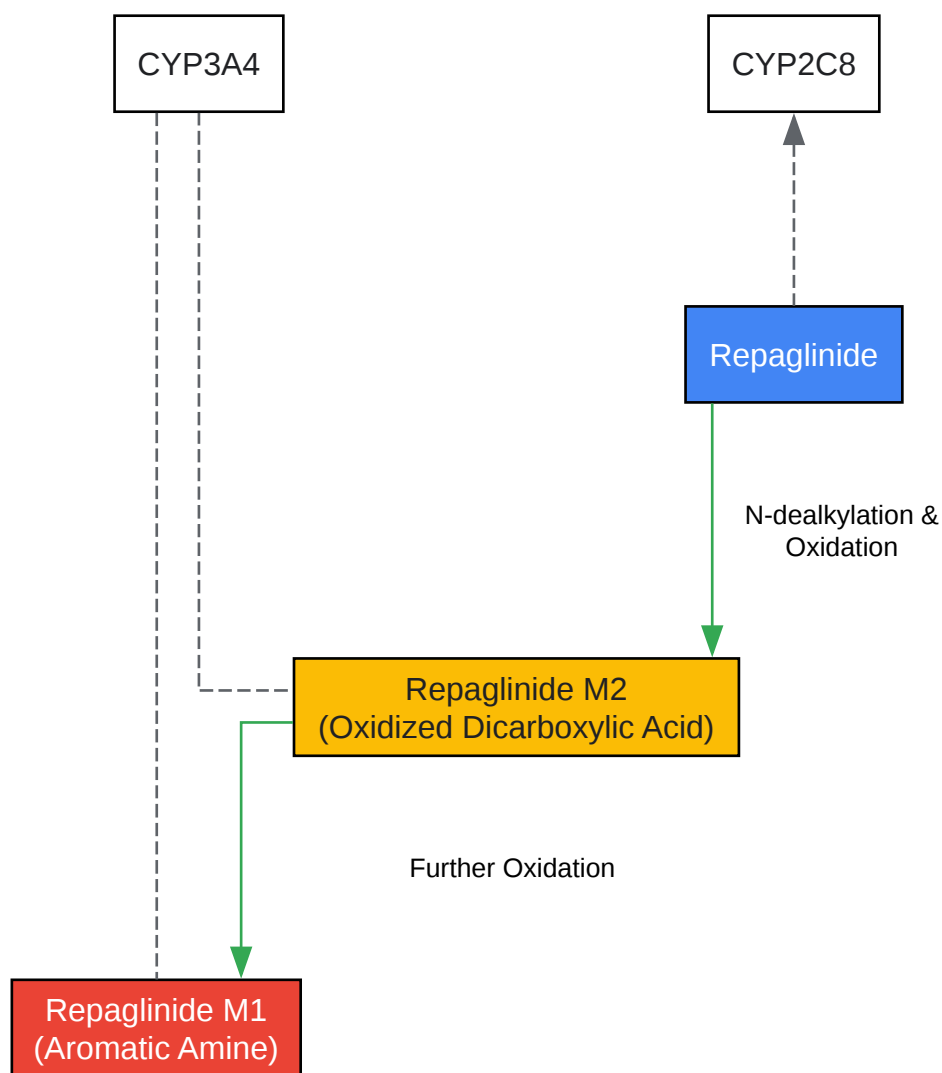 CYP3A4
CYP2C8
Repaglinide
N-dealkylation &
Oxidation
Repaglinide M2
(Oxidized Dicarboxylic Acid)
Further Oxidation
Repaglinide M1
(Aromatic Amine)